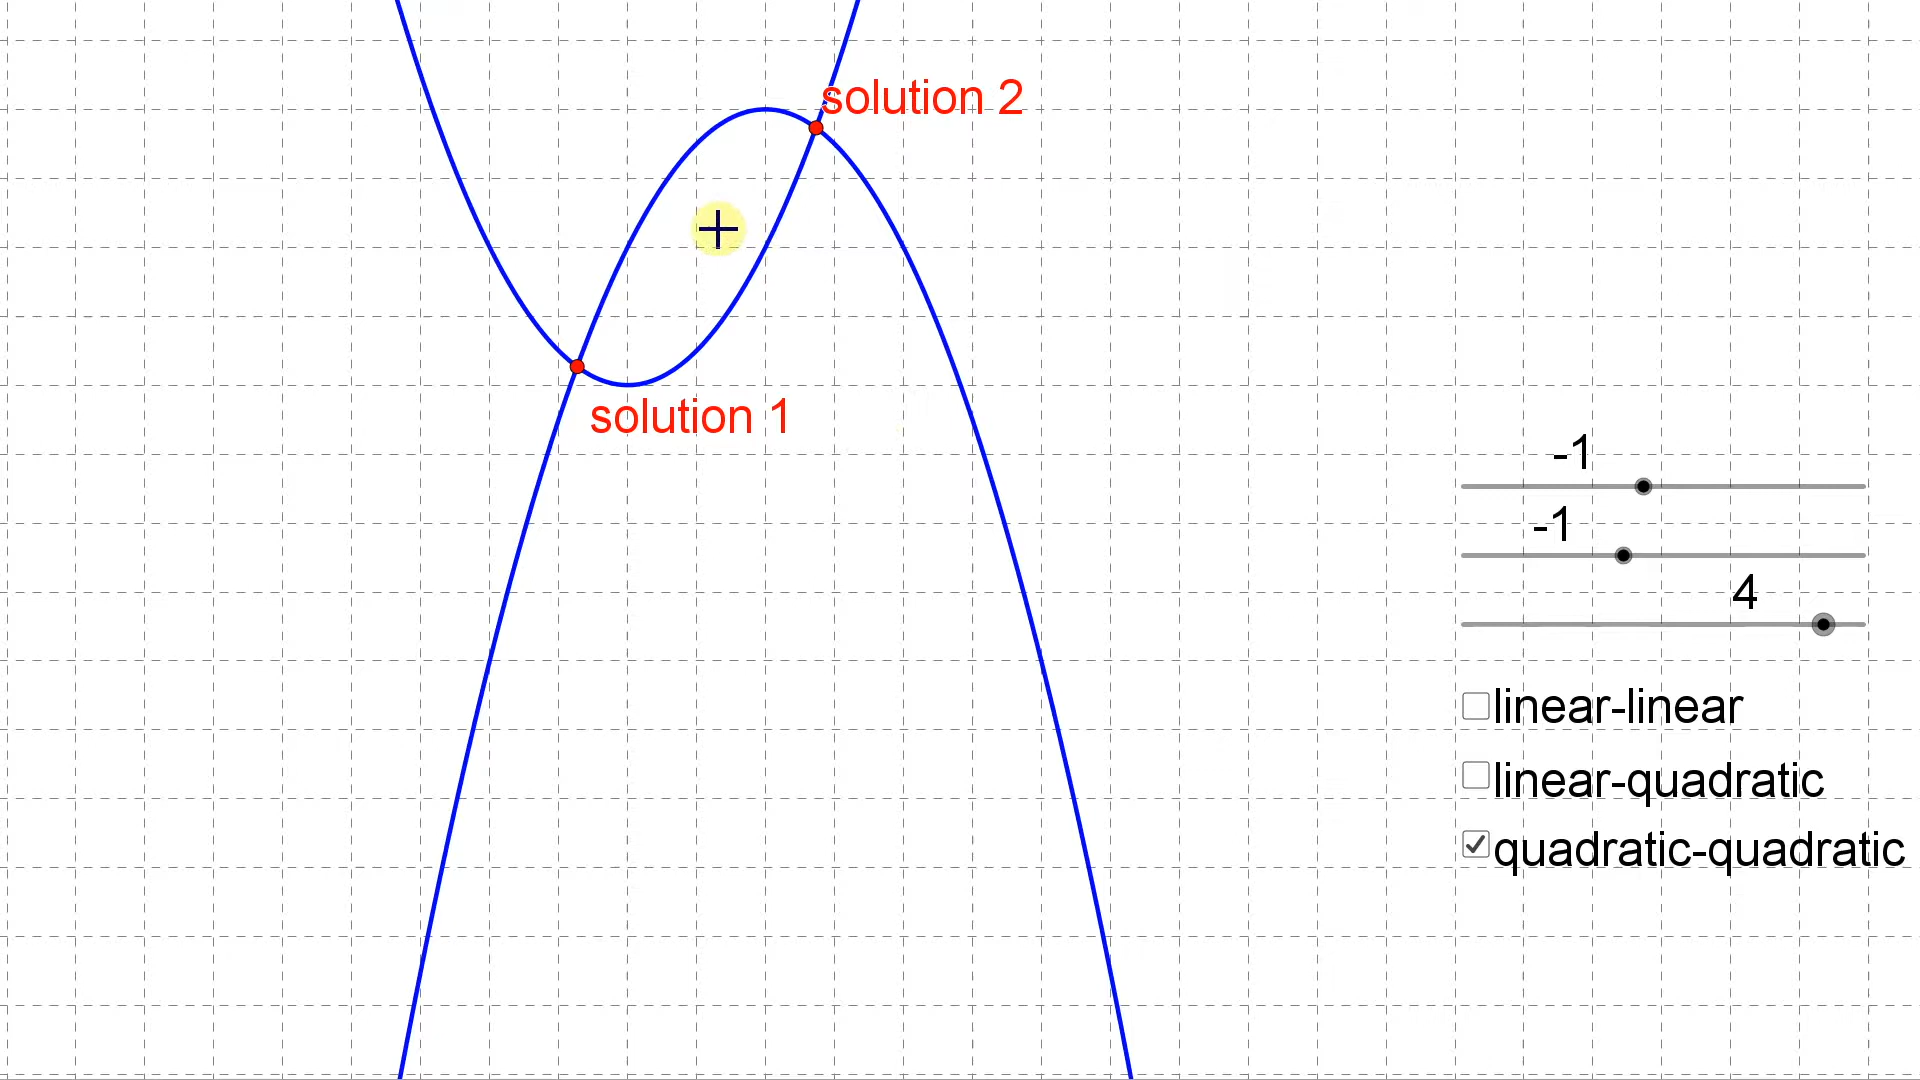 solution 2
solution 1
-1
-1
4
linear-linear
linear-quadratic
quadratic-quadratic